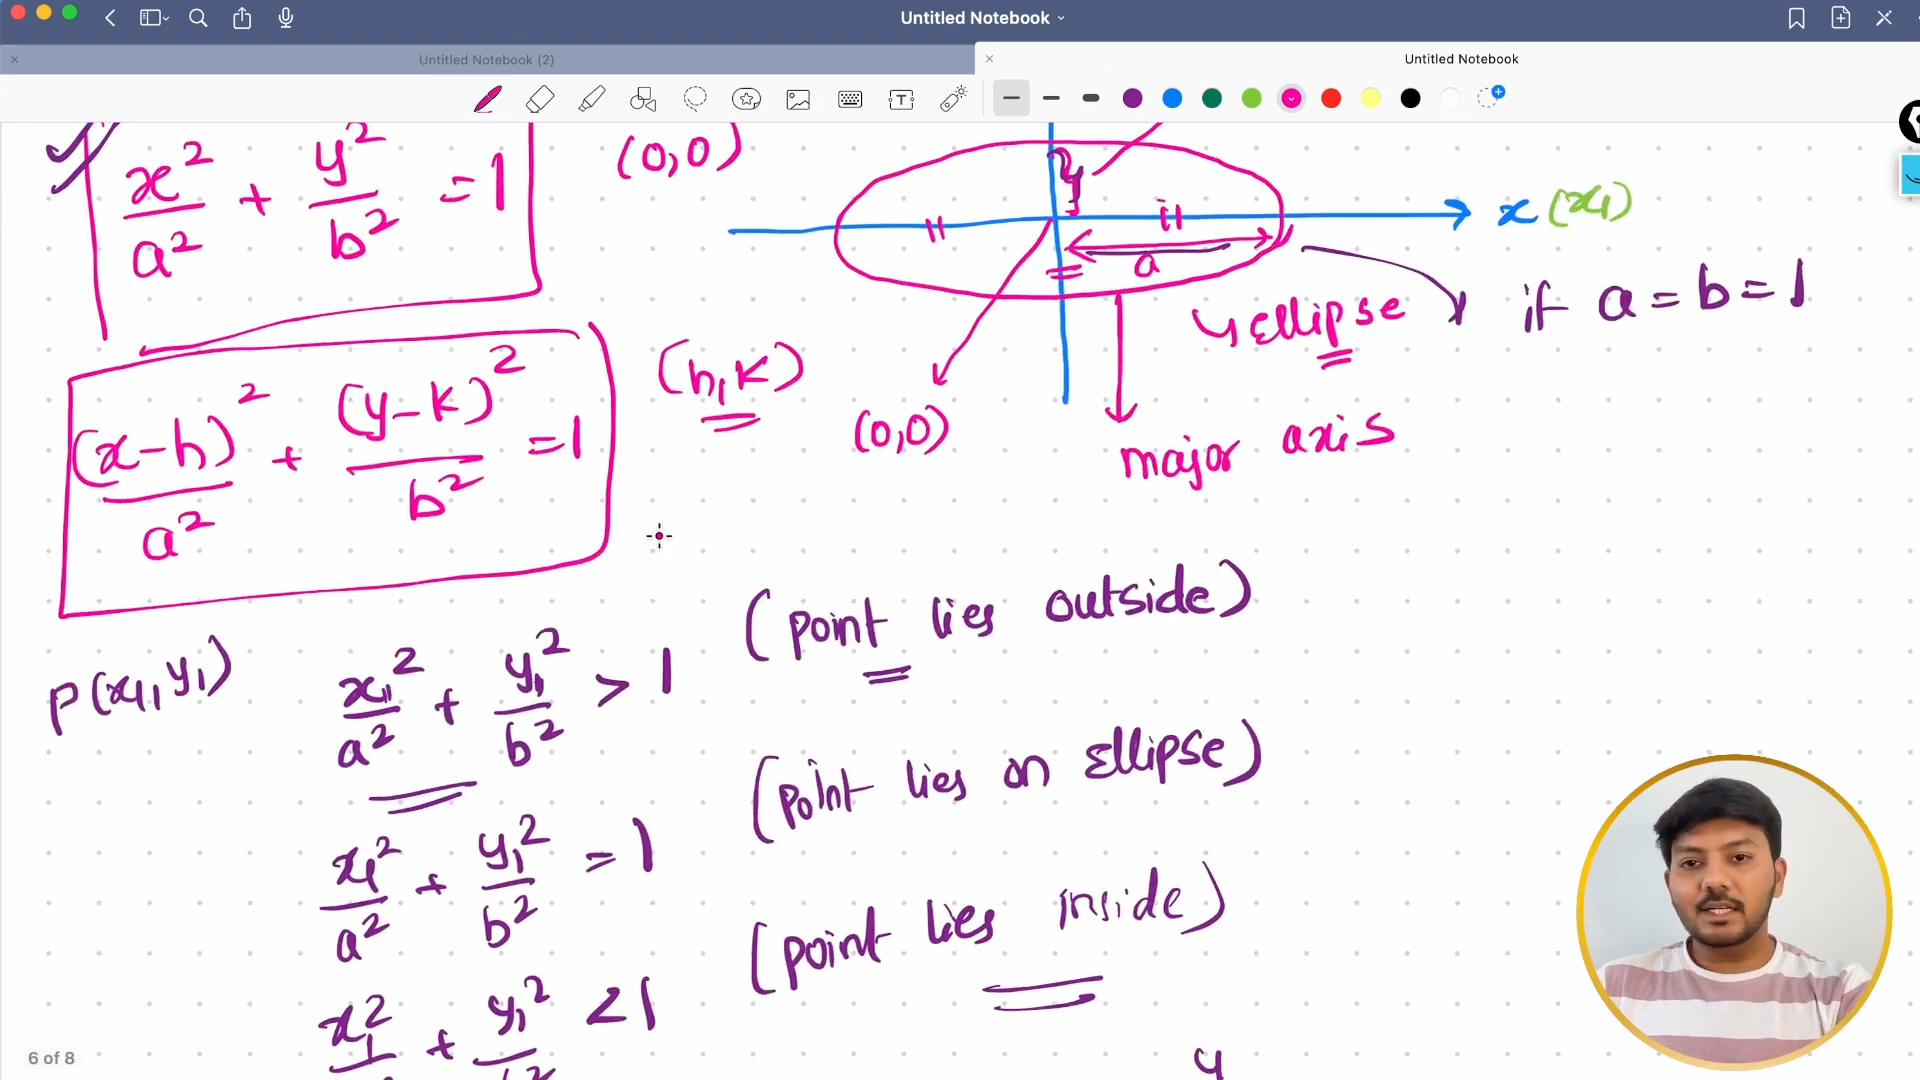 Untitled Notebook
Untitled Notebook (2)
Untitled Notebook
x²/a² + y²/b² = 1
(0,0)
a
x (x₁)
if a = b = 1
ellipse
(x-h)²/a² + (y-k)²/b² = 1
(h,k)
(0,0)
major axis
P(x₁,y₁)
x₁²/a² + y₁²/b² > 1 (point lies outside)
x₁²/a² + y₁²/b² = 1 (point lies on Ellipse)
x₁² + y₁² < 1 (point lies inside)
y
6 of 8